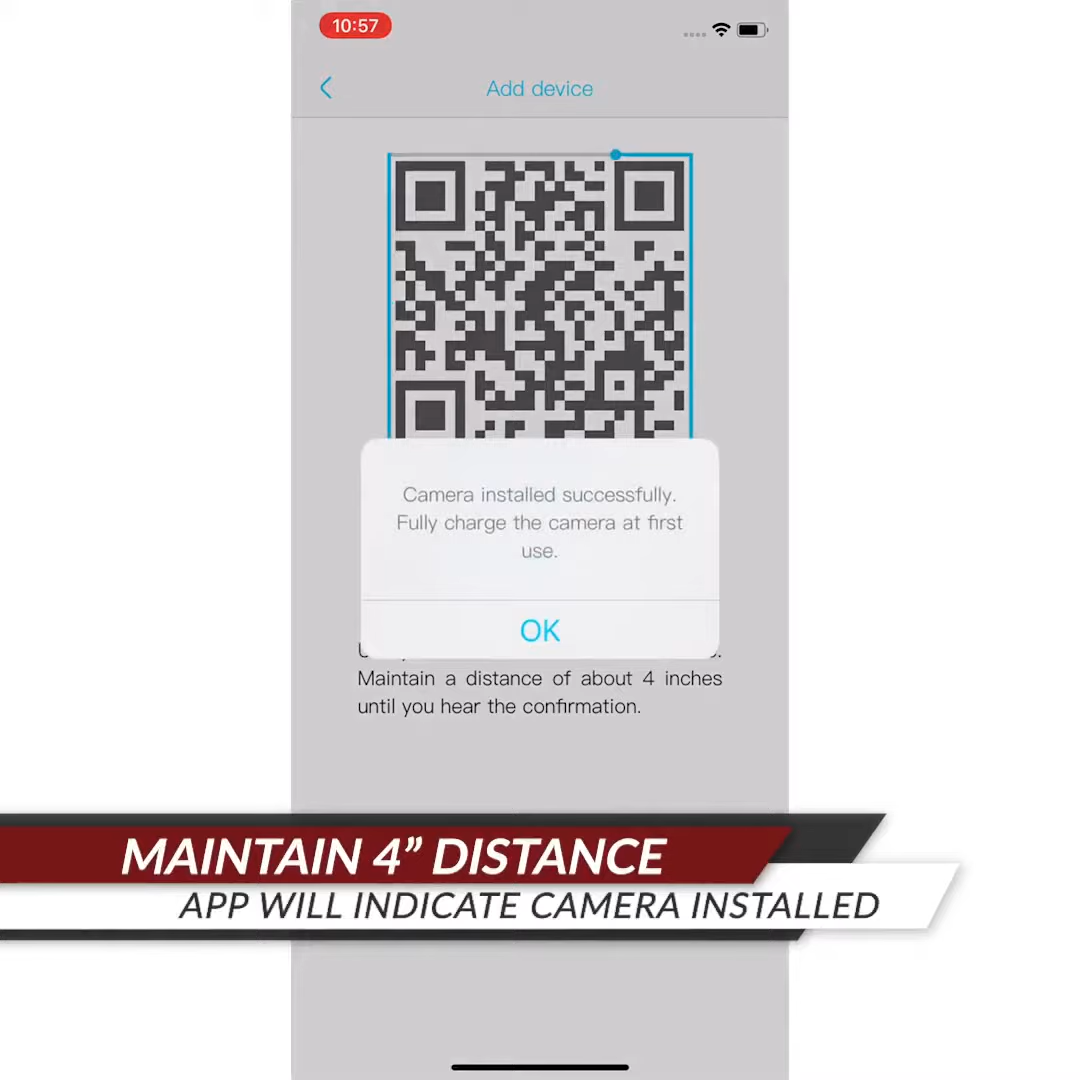 10:57
Add device
Camera installed successfully.
Fully charge the camera at first
use.
OK
Maintain a distance of about 4 inches
until you hear the confirmation.
MAINTAIN 4” DISTANCE
APP WILL INDICATE CAMERA INSTALLED